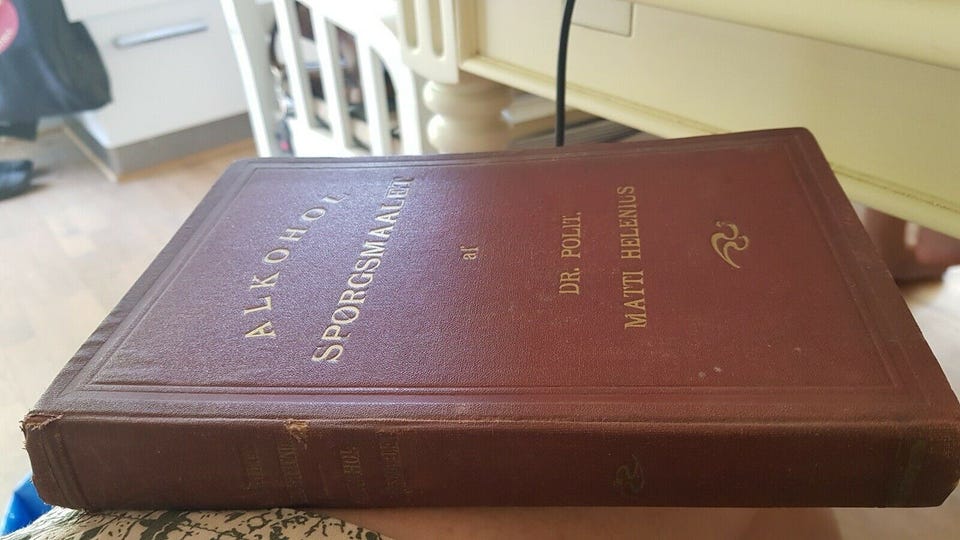 ALKOHOL
SPØRGSMAALET
af
DR. POLIT.
MATTI HELENIUS